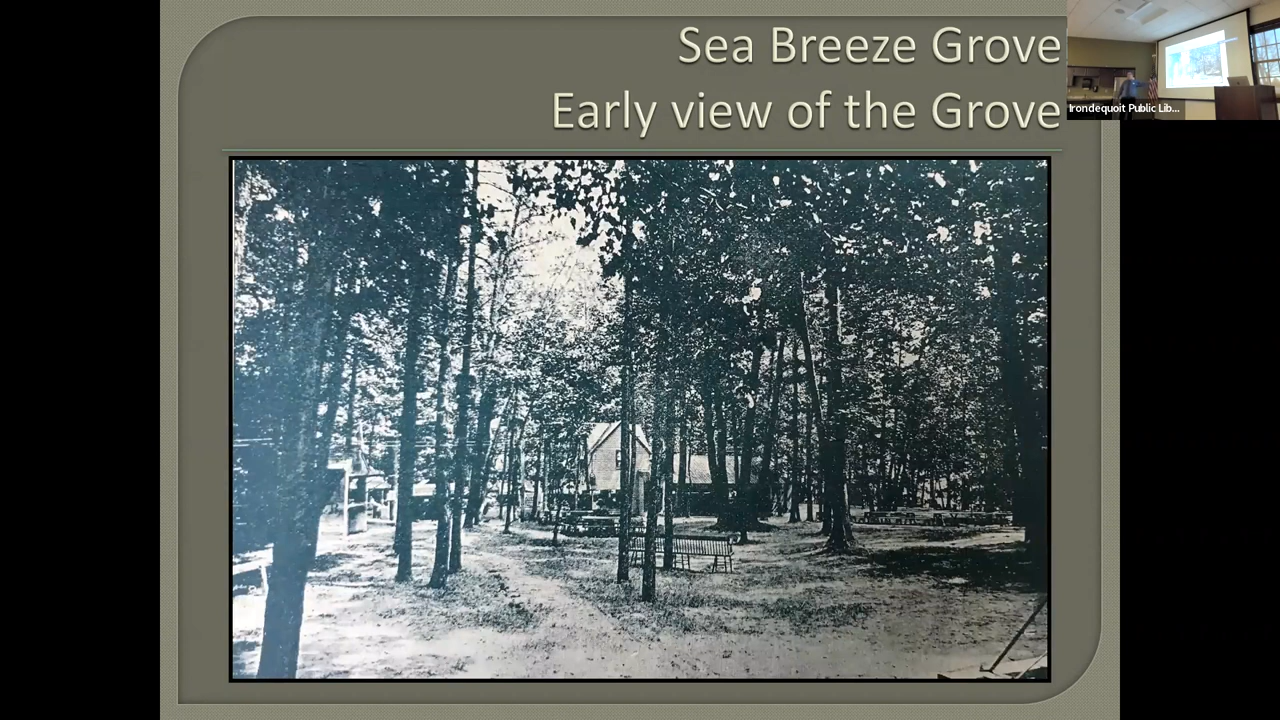 Sea Breeze Grove
Early view of the Grove
Irondequoit Public Lib...